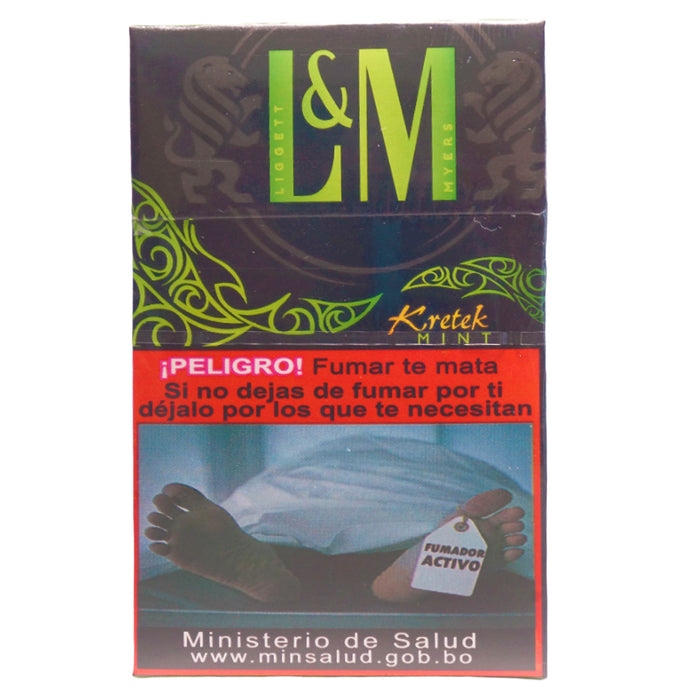 L&M
LIGGETT
MYERS
Kretek
MINT
¡PELIGRO! Fumar te mata
Si no dejas de fumar por ti
déjalo por los que te necesitan
FUMADOR
ACTIVO
Ministerio de Salud
www.minsalud.gob.bo